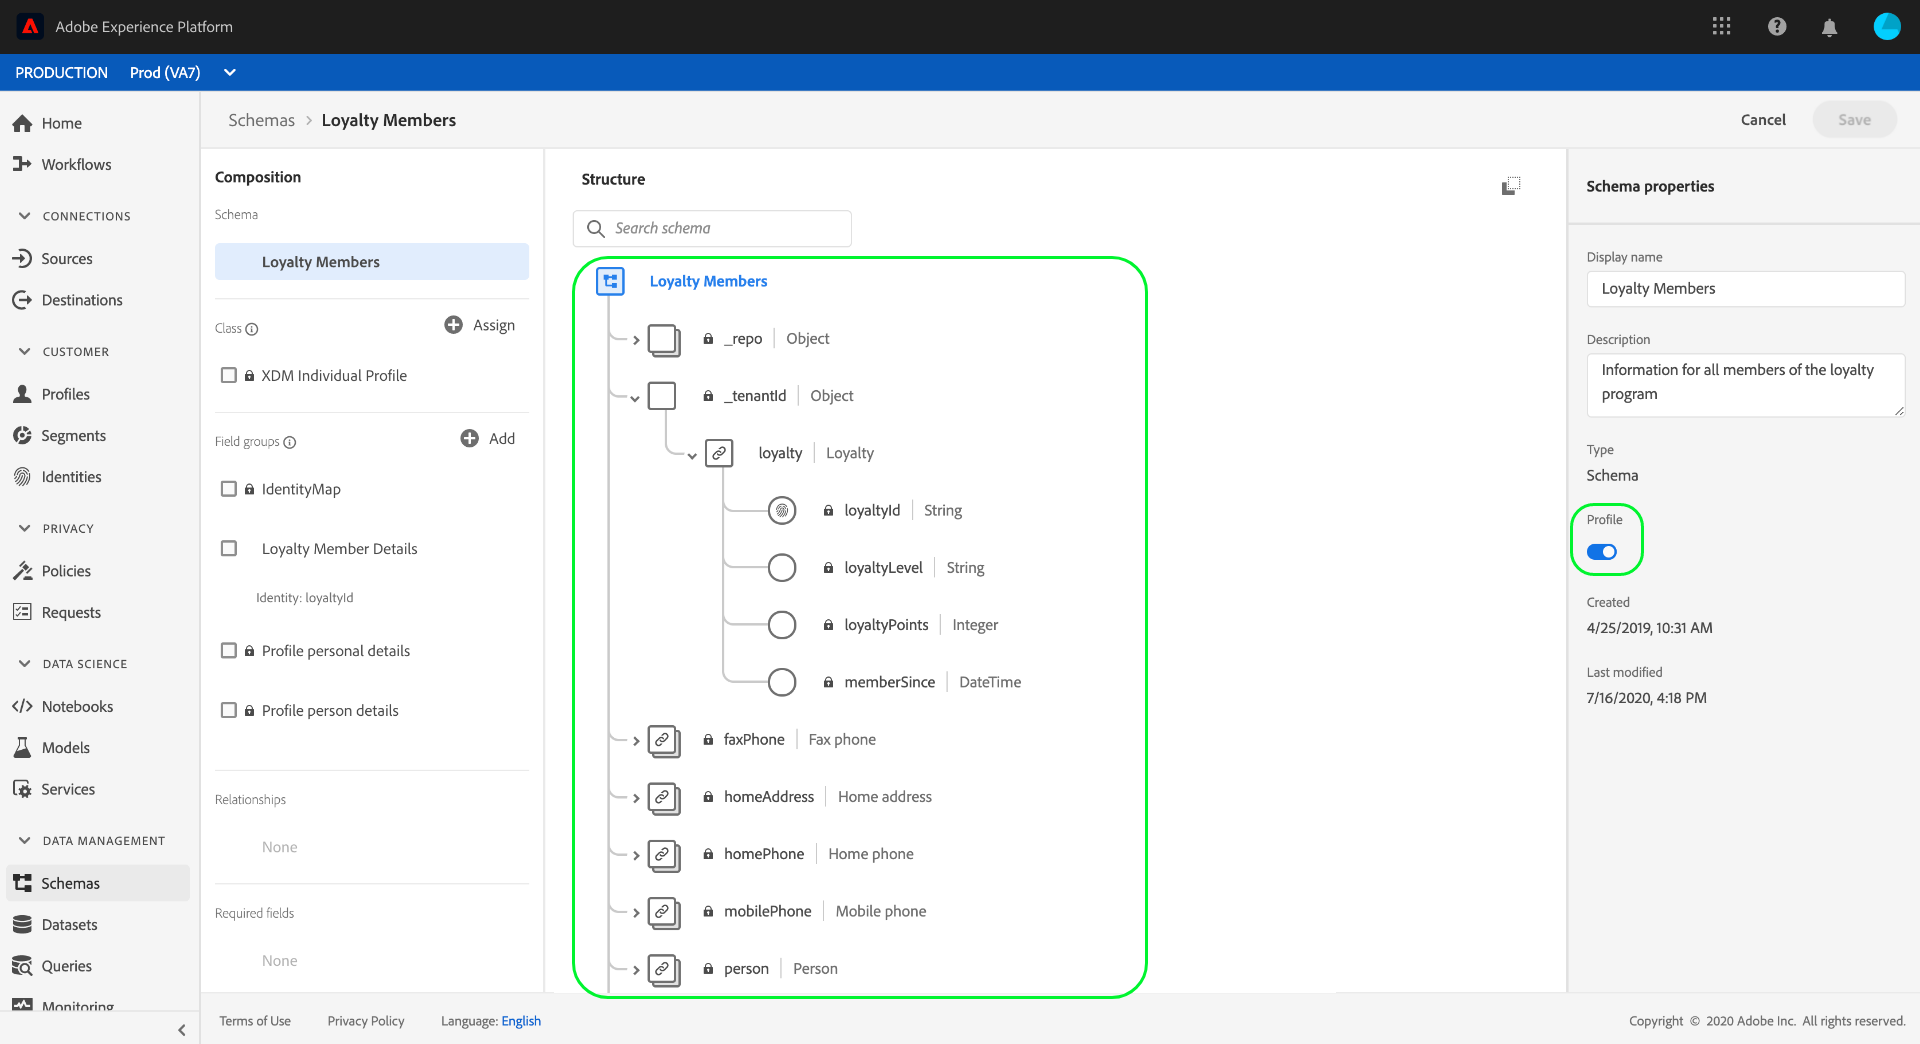 Adobe Experience Platform
PRODUCTION Prod (VA7)
Home
Workflows
CONNECTIONS
Sources
Destinations
CUSTOMER
Profiles
Segments
Identities
PRIVACY
Policies
Requests
DATA SCIENCE
Notebooks
Models
Services
DATA MANAGEMENT
Schemas
Datasets
Queries
Monitoring
Schemas > Loyalty Members
Cancel
Save
Composition
Schema
Loyalty Members
Class
Assign
XDM Individual Profile
Field groups
Add
IdentityMap
Loyalty Member Details
Identity: loyaltyId
Profile personal details
Profile person details
Relationships
None
Required fields
None
Structure
Search schema
Loyalty Members
_repo | Object
_tenantId | Object
loyalty | Loyalty
loyaltyId | String
loyaltyLevel | String
loyaltyPoints | Integer
memberSince | DateTime
faxPhone | Fax phone
homeAddress | Home address
homePhone | Home phone
mobilePhone | Mobile phone
person | Person
Schema properties
Display name
Loyalty Members
Description
Information for all members of the loyalty
program
Type
Schema
Profile
Created
4/25/2019, 10:31 AM
Last modified
7/16/2020, 4:18 PM
Terms of Use
Privacy Policy
Language: English
Copyright © 2020 Adobe Inc. All rights reserved.